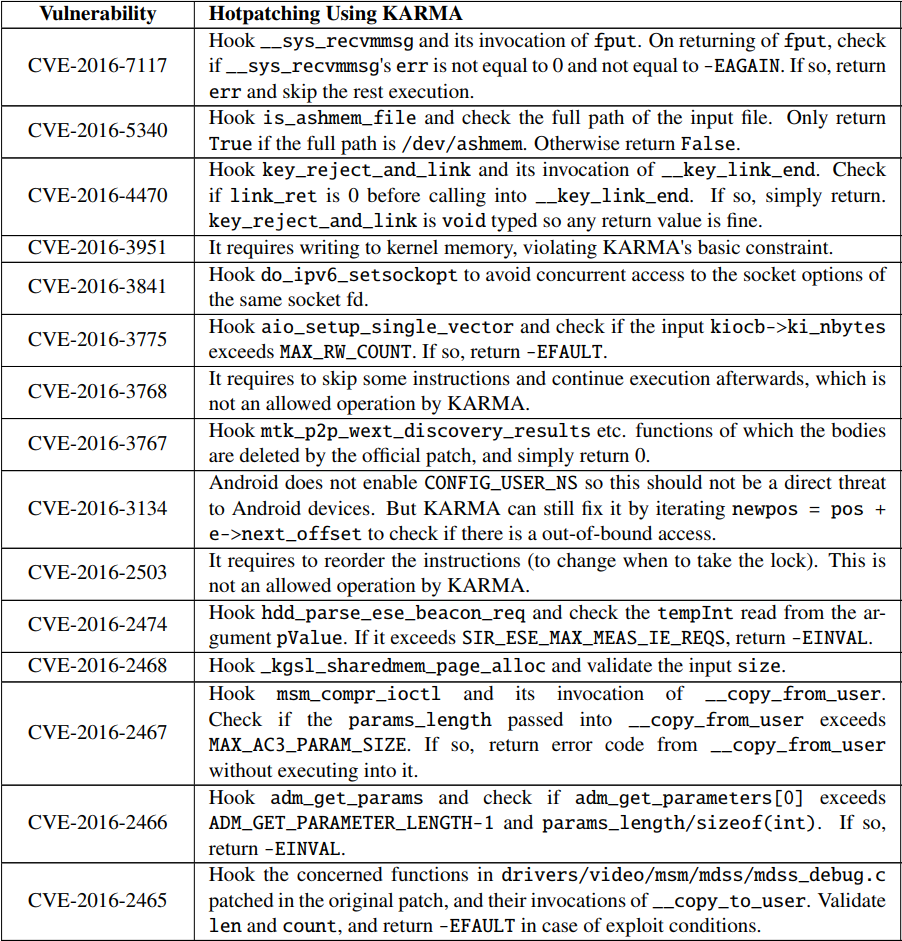 Vulnerability Hotpatching Using KARMA
CVE-2016-7117 Hook __sys_recvmmsg and its invocation of fput. On returning of fput, check
if __sys_recvmmsg's err is not equal to 0 and not equal to -EAGAIN. If so, return
err and skip the rest execution.
CVE-2016-5340 Hook is_ashmem_file and check the full path of the input file. Only return
True if the full path is /dev/ashmem. Otherwise return False.
CVE-2016-4470 Hook key_reject_and_link and its invocation of __key_link_end. Check
if link_ret is 0 before calling into __key_link_end. If so, simply return.
key_reject_and_link is void typed so any return value is fine.
CVE-2016-3951 It requires writing to kernel memory, violating KARMA's basic constraint.
CVE-2016-3841 Hook do_ipv6_setsockopt to avoid concurrent access to the socket options of
the same socket fd.
CVE-2016-3775 Hook aio_setup_single_vector and check if the input kiocb->ki_nbytes
exceeds MAX_RW_COUNT. If so, return -EFAULT.
CVE-2016-3768 It requires to skip some instructions and continue execution afterwards, which is
not an allowed operation by KARMA.
CVE-2016-3767 Hook mtk_p2p_wext_discovery_results etc. functions of which the bodies
are deleted by the official patch, and simply return 0.
CVE-2016-3134 Android does not enable CONFIG_USER_NS so this should not be a direct threat
to Android devices. But KARMA can still fix it by iterating newpos = pos +
e->next_offset to check if there is a out-of-bound access.
CVE-2016-2503 It requires to reorder the instructions (to change when to take the lock). This is
not an allowed operation by KARMA.
CVE-2016-2474 Hook hdd_parse_ese_beacon_req and check the tempInt read from the ar-
gument pValue. If it exceeds SIR_ESE_MAX_MEAS_IE_REQS, return -EINVAL.
CVE-2016-2468 Hook _kgsl_sharedmem_page_alloc and validate the input size.
CVE-2016-2467 Hook msm_compr_ioctl and its invocation of __copy_from_user.
Check if the params_length passed into __copy_from_user exceeds
MAX_AC3_PARAM_SIZE. If so, return error code from __copy_from_user
without executing into it.
CVE-2016-2466 Hook adm_get_params and check if adm_get_parameters[0] exceeds
ADM_GET_PARAMETER_LENGTH-1 and params_length/sizeof(int). If so,
return -EINVAL.
CVE-2016-2465 Hook the concerned functions in drivers/video/msm/mdss/mdss_debug.c
patched in the original patch, and their invocations of __copy_to_user. Validate
len and count, and return -EFAULT in case of exploit conditions.